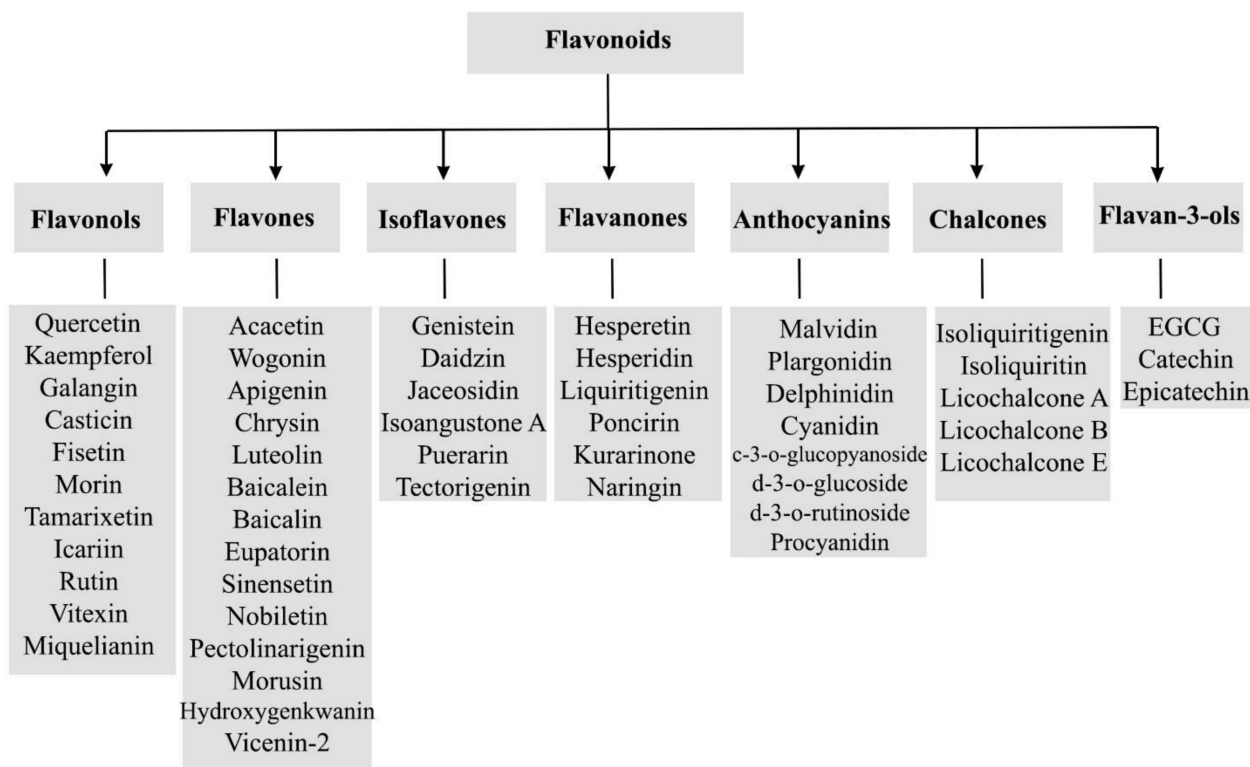 Flavonoids
Flavonols
Flavones
Isoflavones
Flavanones
Anthocyanins
Chalcones
Flavan-3-ols
Quercetin
Kaempferol
Galangin
Casticin
Fisetin
Morin
Tamarixetin
Icariin
Rutin
Vitexin
Miquelianin
Acacetin
Wogonin
Apigenin
Chrysin
Luteolin
Baicalein
Baicalin
Eupatorin
Sinensetin
Nobiletin
Pectolinarigenin
Morusin
Hydroxygenkwanin
Vicenin-2
Genistein
Daidzin
Jaceosidin
Isoangustone A
Puerarin
Tectorigenin
Hesperetin
Hesperidin
Liquiritigenin
Poncirin
Kurarinone
Naringin
Malvidin
Plargonidin
Delphinidin
Cyanidin
c-3-o-glucopyanoside
d-3-o-glucoside
d-3-o-rutinoside
Procyanidin
Isoliquiritigenin
Isoliquiritin
Licochalcone A
Licochalcone B
Licochalcone E
EGCG
Catechin
Epicatechin